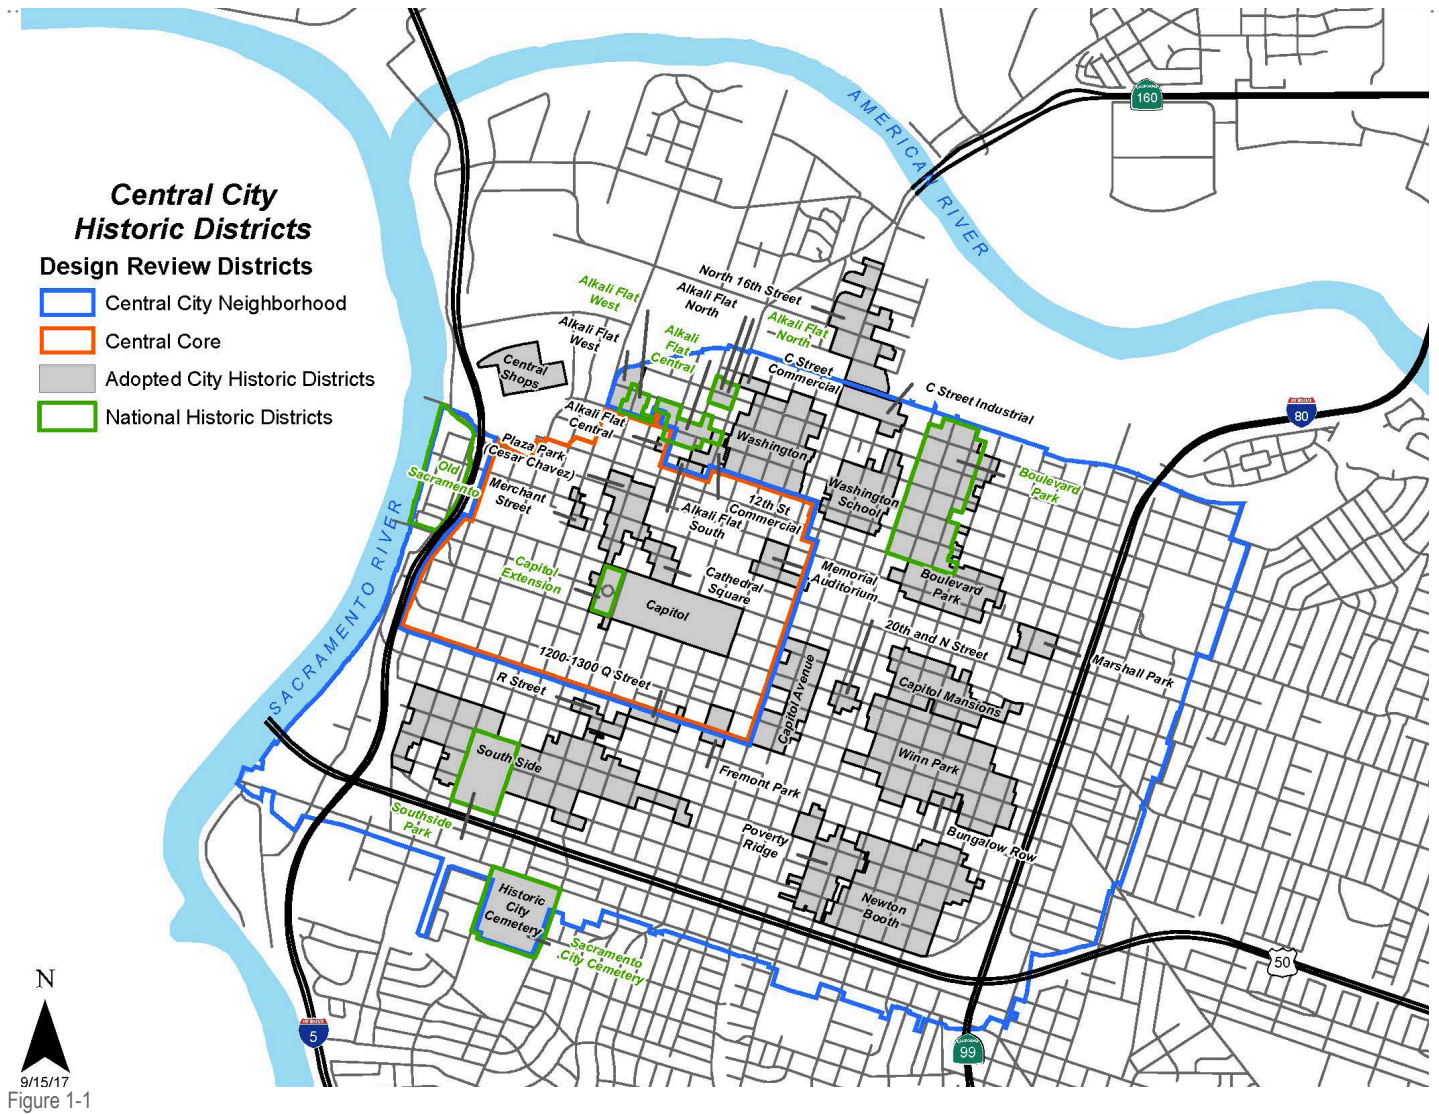 Central City
Historic Districts
Design Review Districts
Central City Neighborhood
Central Core
Adopted City Historic Districts
National Historic Districts
160
AMERICAN RIVER
North 16th Street
Alkali Flat
West
Alkali Flat
North
Alkali Flat
North
Alkali Flat
West
Alkali
Flat
Central
Central
Shops
C Street
Commercial
C Street Industrial
80
Alkali Flat
Central
Plaza Park
(Cesar Chavez)
Washington
Old
Sacramento
Merchant
Street
12th St
Commercial
Alkali Flat
South
Washington
School
Boulevard
Park
SACRAMENTO RIVER
Capitol
Extension
Cathedral
Square
Memorial
Auditorium
Boulevard
Park
Capitol
20th and N Street
Marshall Park
1200-1300 Q Street
R Street
Capitol Avenue
Capitol Mansions
South Side
Winn Park
Fremont Park
Southside
Park
Poverty
Ridge
Bungalow Row
Newton
Booth
Historic
City
Cemetery
Sacramento
City Cemetery
50
N
5
99
9/15/17
Figure 1-1